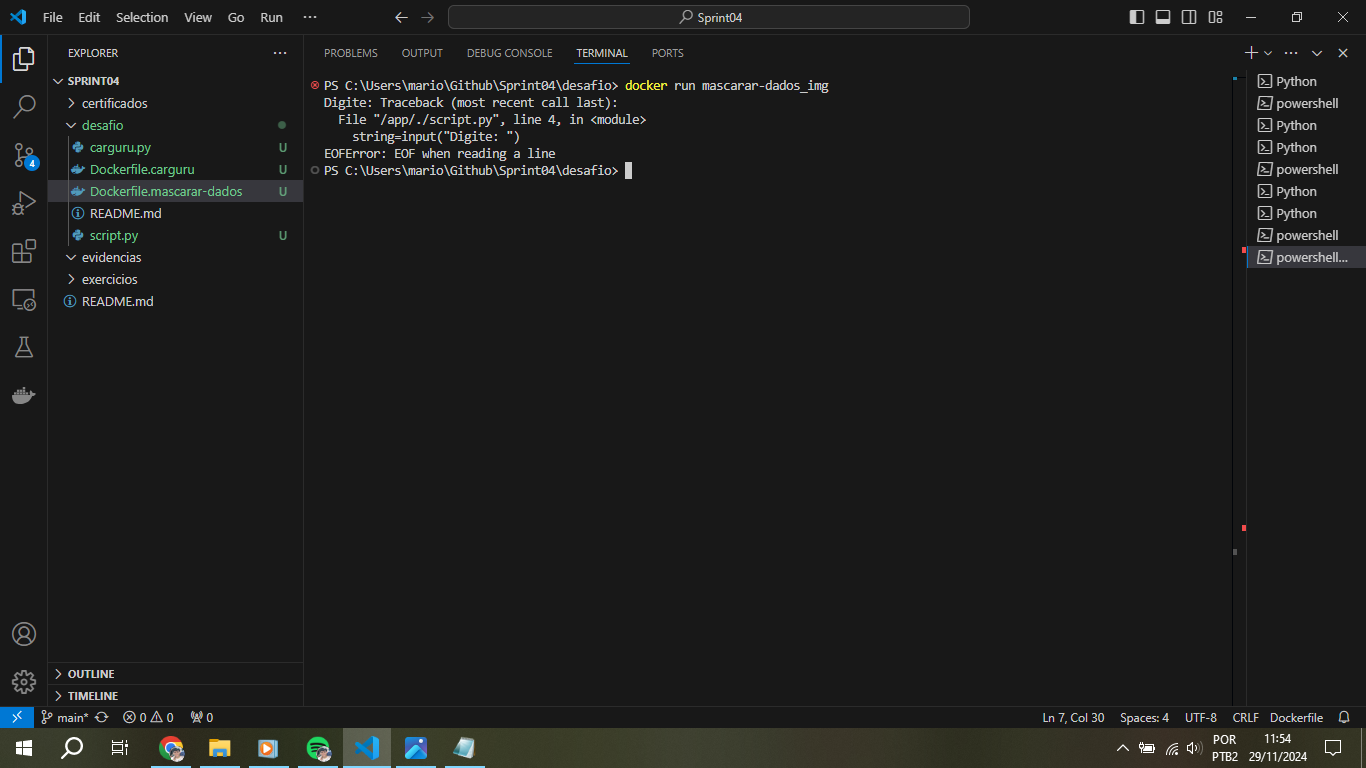 File Edit Selection View Go Run ··· Sprint04
EXPLORER ···
SPRINT04
certificados
desafio
carguru.py U
Dockerfile.carguru U
Dockerfile.mascarar-dados U
README.md
script.py U
evidencias
exercicios
README.md
OUTLINE
TIMELINE
4
PROBLEMS OUTPUT DEBUG CONSOLE TERMINAL PORTS
PS C:\Users\mario\Github\Sprint04\desafio> docker run mascarar-dados_img
Digite: Traceback (most recent call last):
  File "/app/./script.py", line 4, in <module>
    string=input("Digite: ")
EOFError: EOF when reading a line
PS C:\Users\mario\Github\Sprint04\desafio>
Python
powershell
Python
Python
powershell
Python
Python
powershell
powershell...
main* 0 0 0 Ln 7, Col 30 Spaces: 4 UTF-8 CRLF Dockerfile
POR 11:54
PTB2 29/11/2024